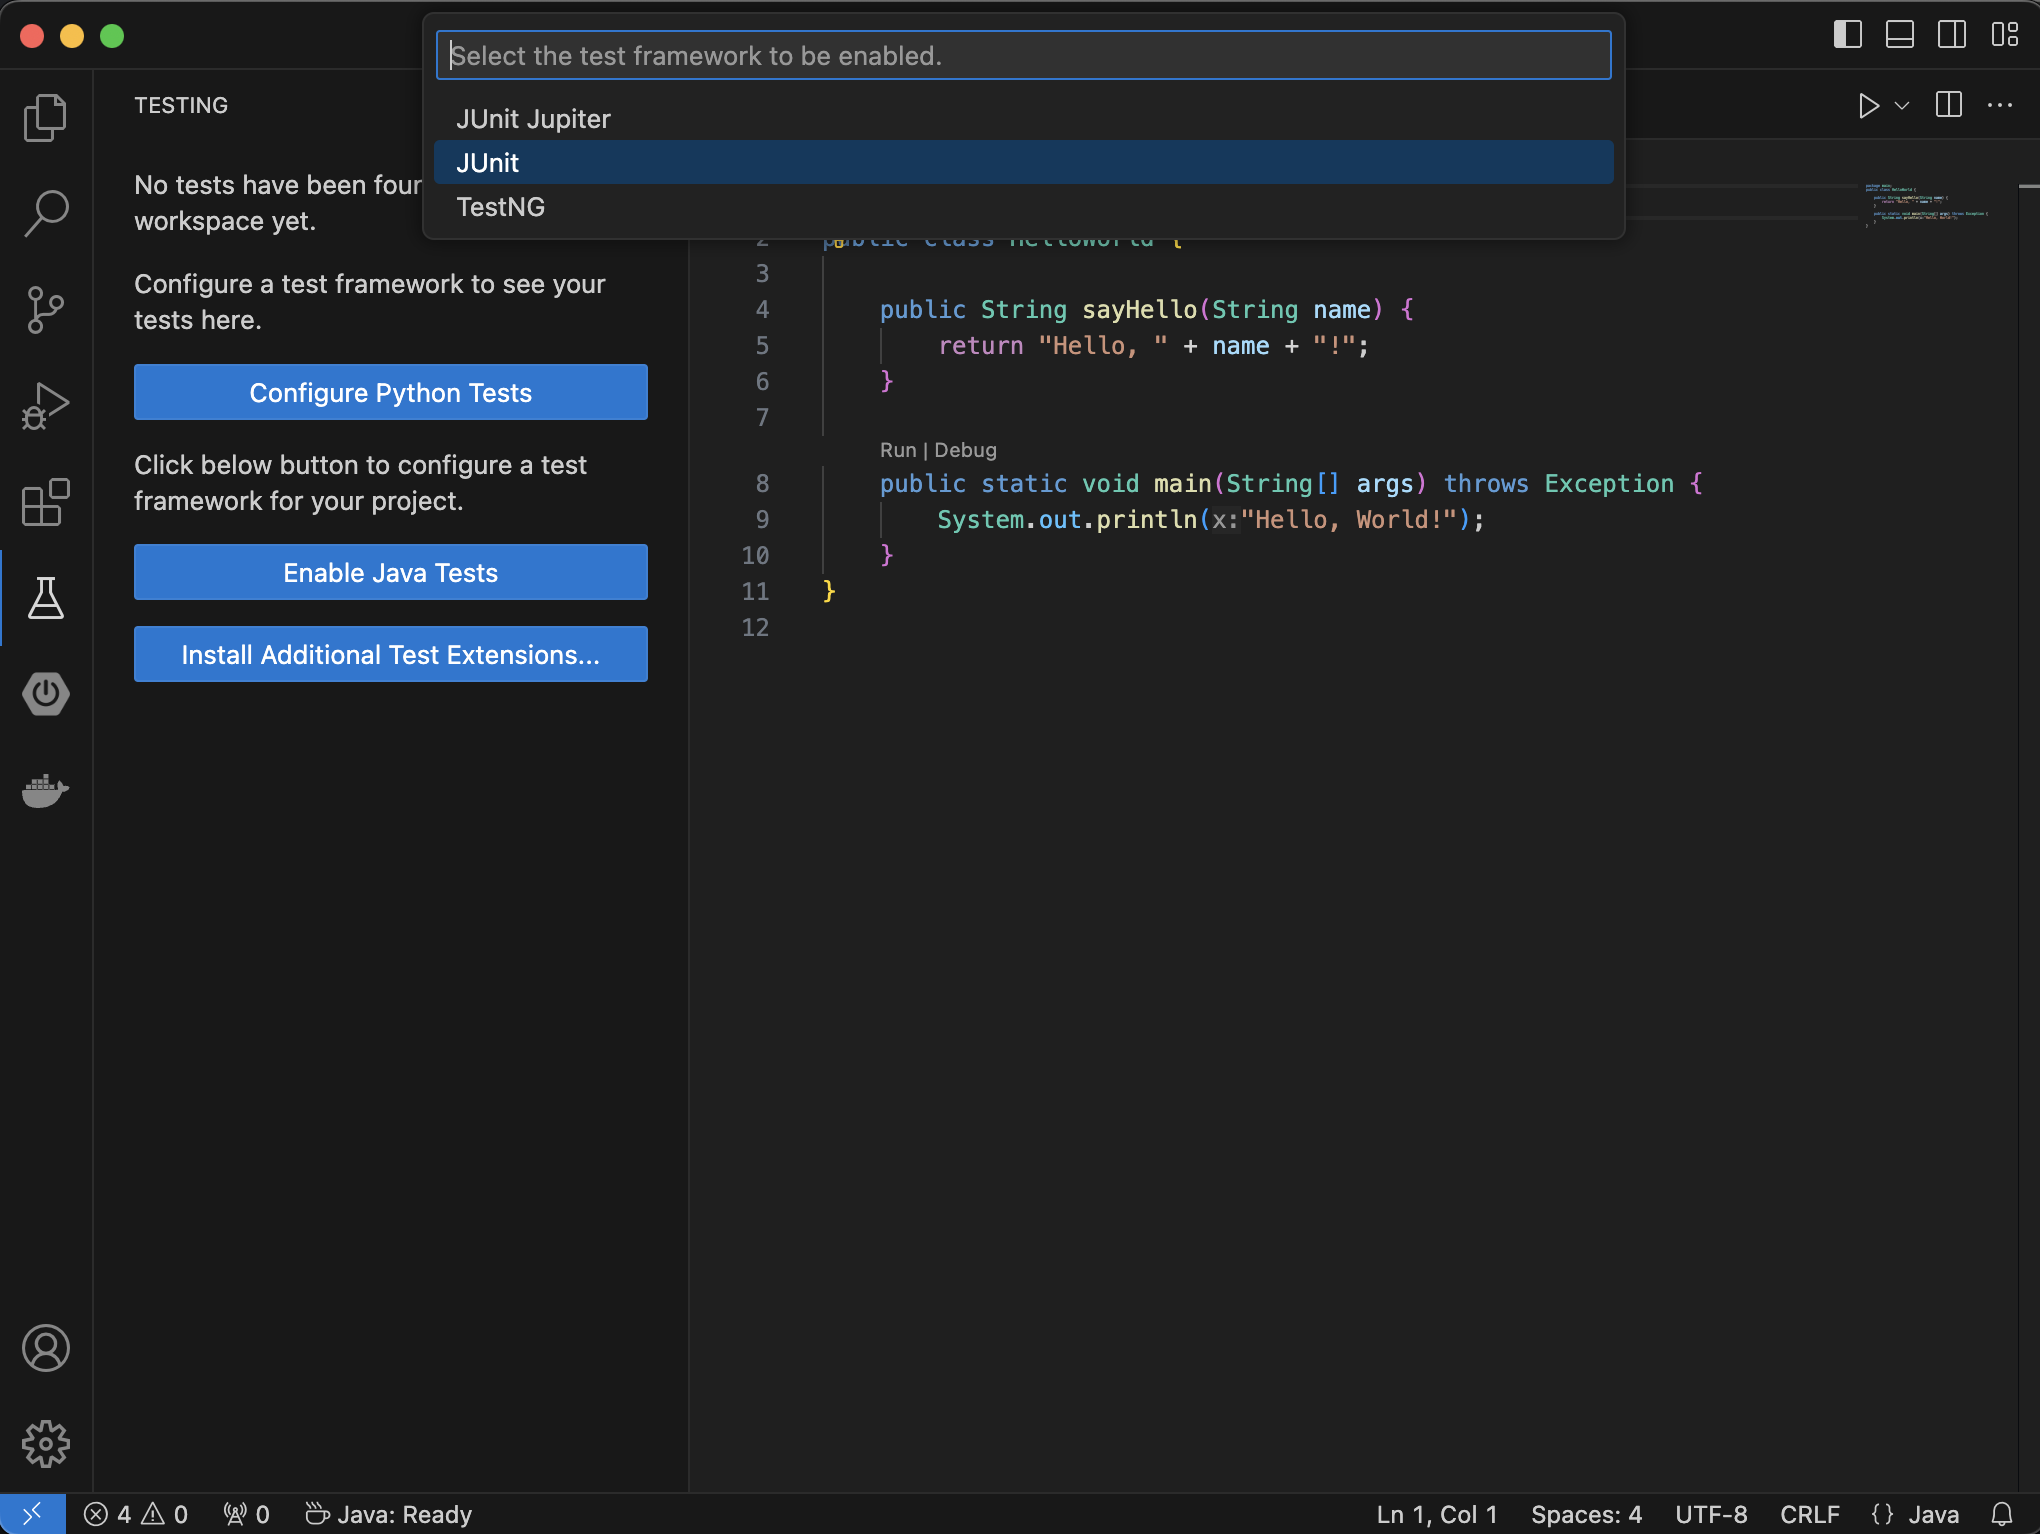 Select the test framework to be enabled.
JUnit Jupiter
JUnit
TestNG
TESTING
No tests have been four
workspace yet.
Configure a test framework to see your
tests here.
Configure Python Tests
Click below button to configure a test
framework for your project.
Enable Java Tests
Install Additional Test Extensions...
2 public class HelloWorld {
3
4 public String sayHello(String name) {
5 return "Hello, " + name + "!";
6 }
7
Run | Debug
8 public static void main(String[] args) throws Exception {
9 System.out.println(x:"Hello, World!");
10 }
11 }
12
4 0 0 Java: Ready
Ln 1, Col 1 Spaces: 4 UTF-8 CRLF {} Java